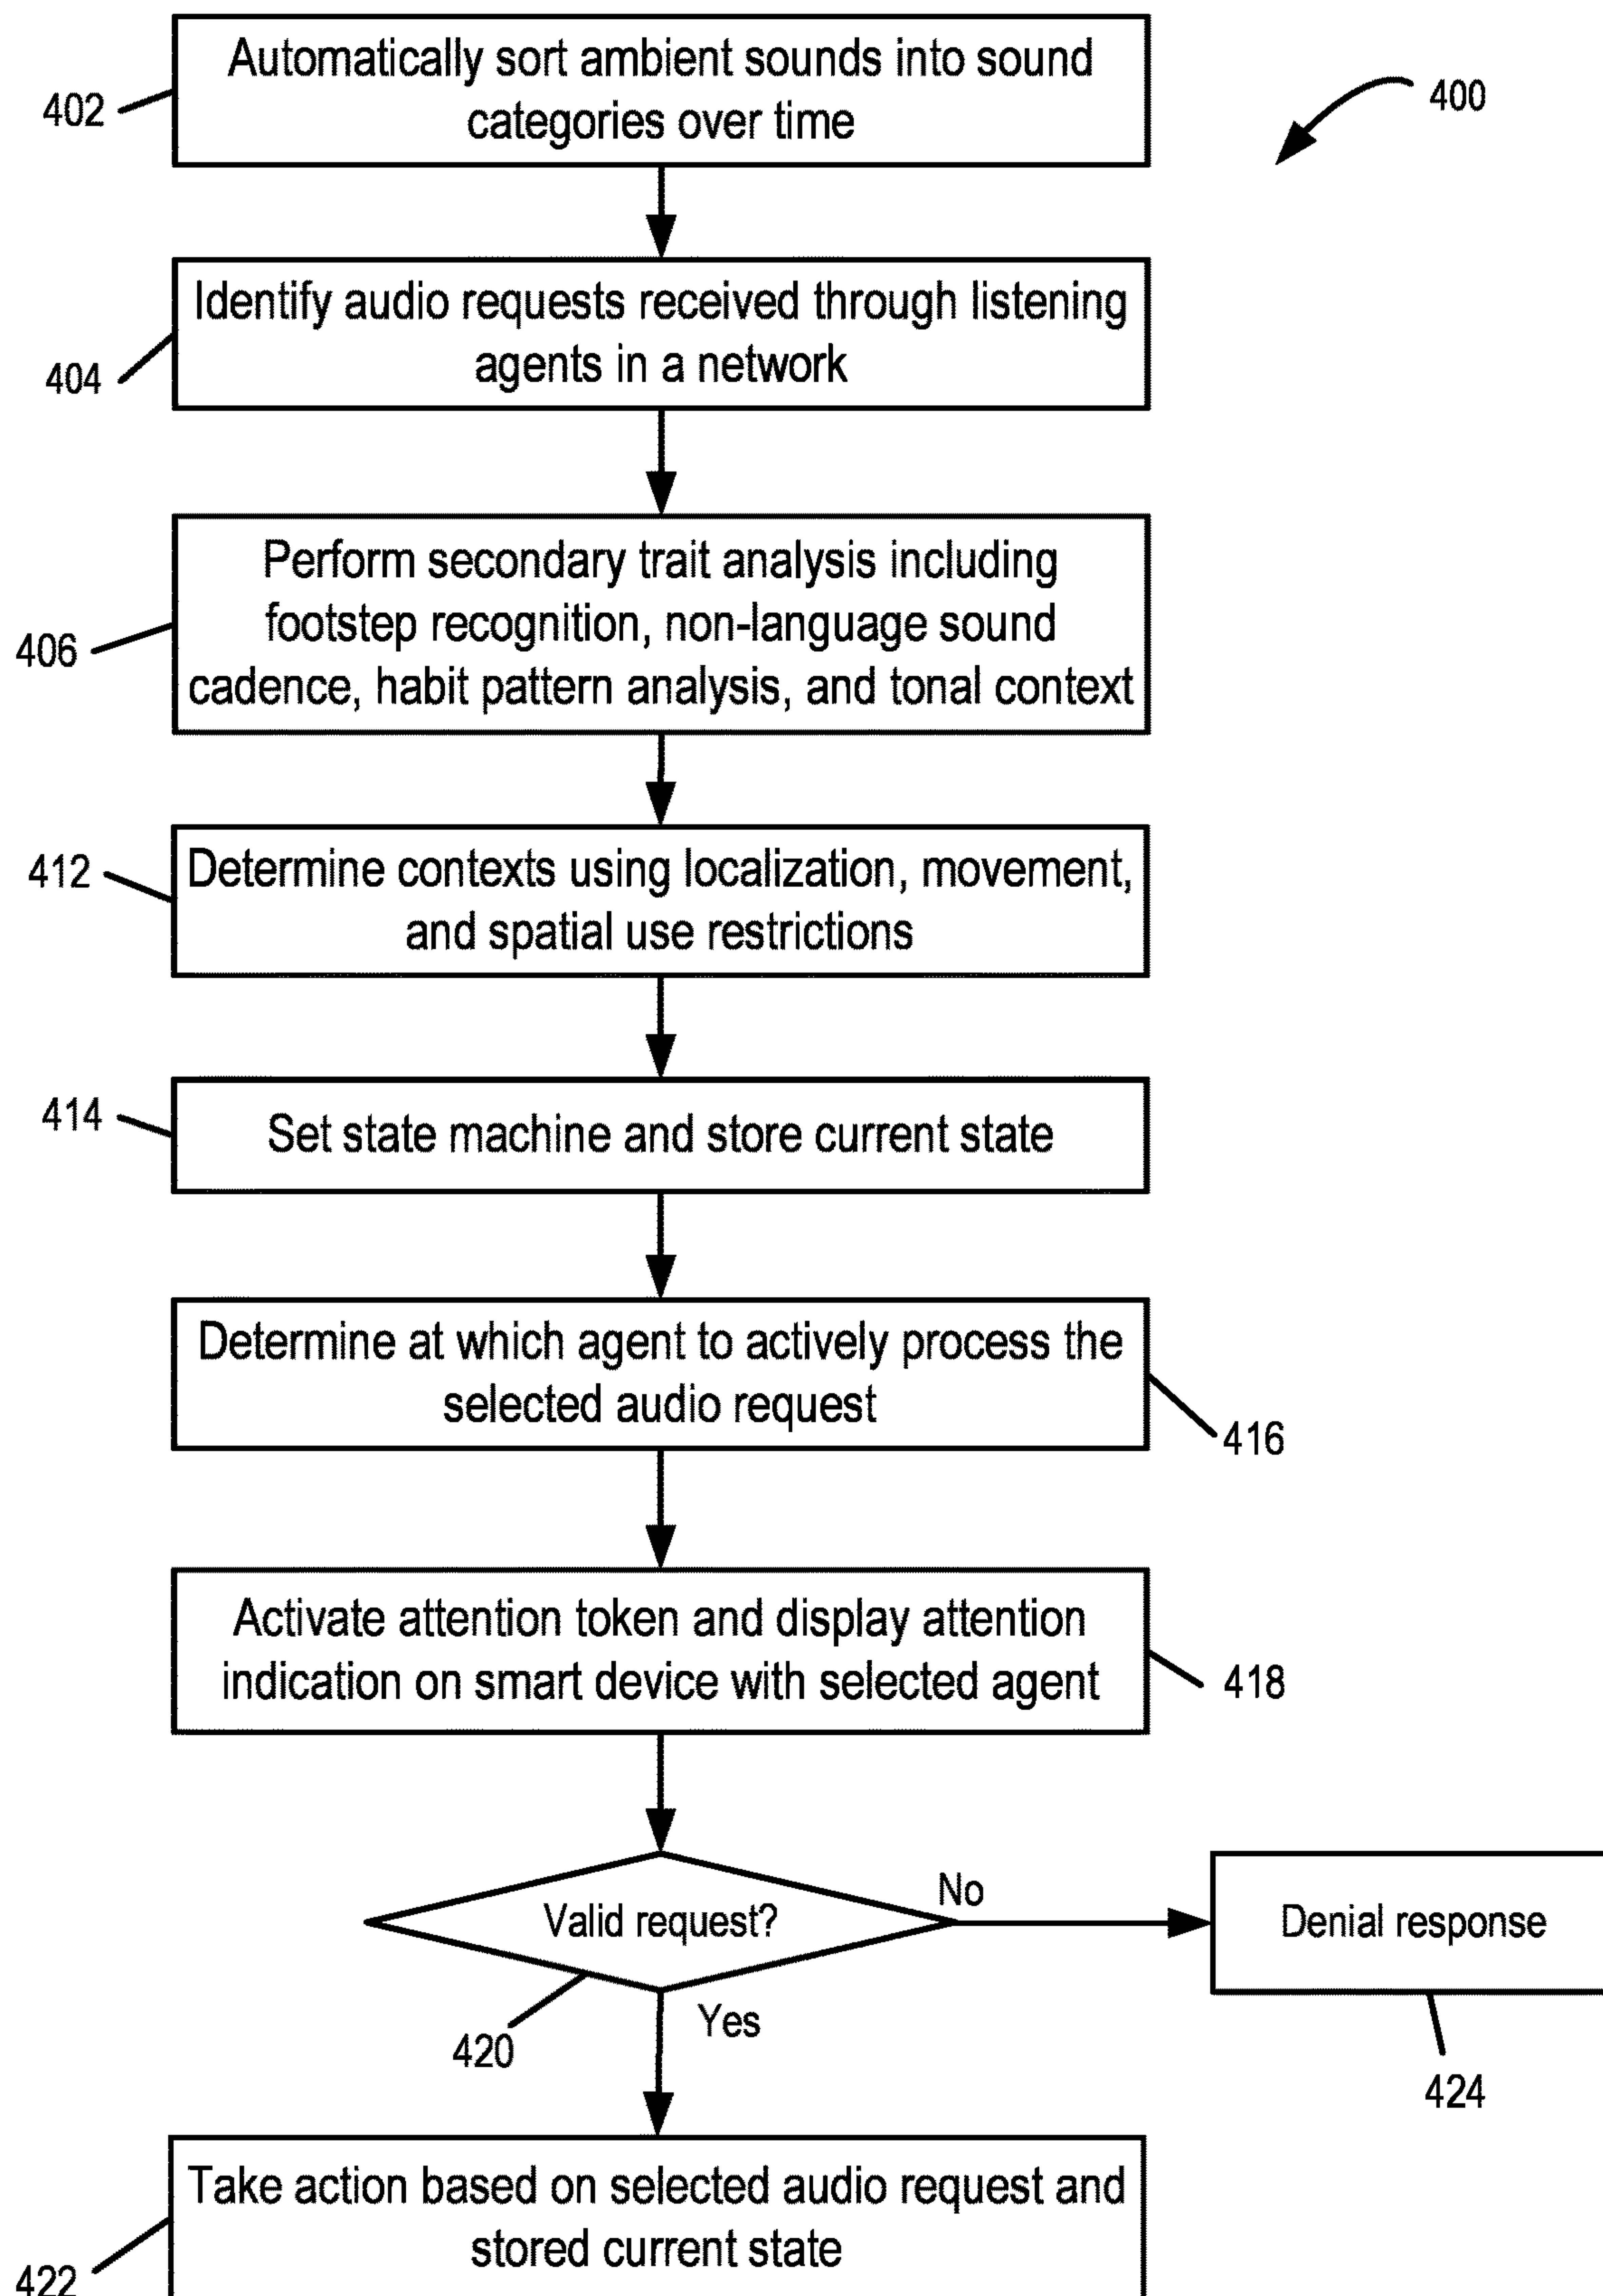 Automatically sort ambient sounds into sound
categories over time
402
400
Identify audio requests received through listening
agents in a network
404
Perform secondary trait analysis including
footstep recognition, non-language sound
cadence, habit pattern analysis, and tonal context
406
Determine contexts using localization, movement,
and spatial use restrictions
412
Set state machine and store current state
414
Determine at which agent to actively process the
selected audio request
416
Activate attention token and display attention
indication on smart device with selected agent
418
Valid request?
No
Denial response
Yes
420
424
Take action based on selected audio request and
stored current state
422